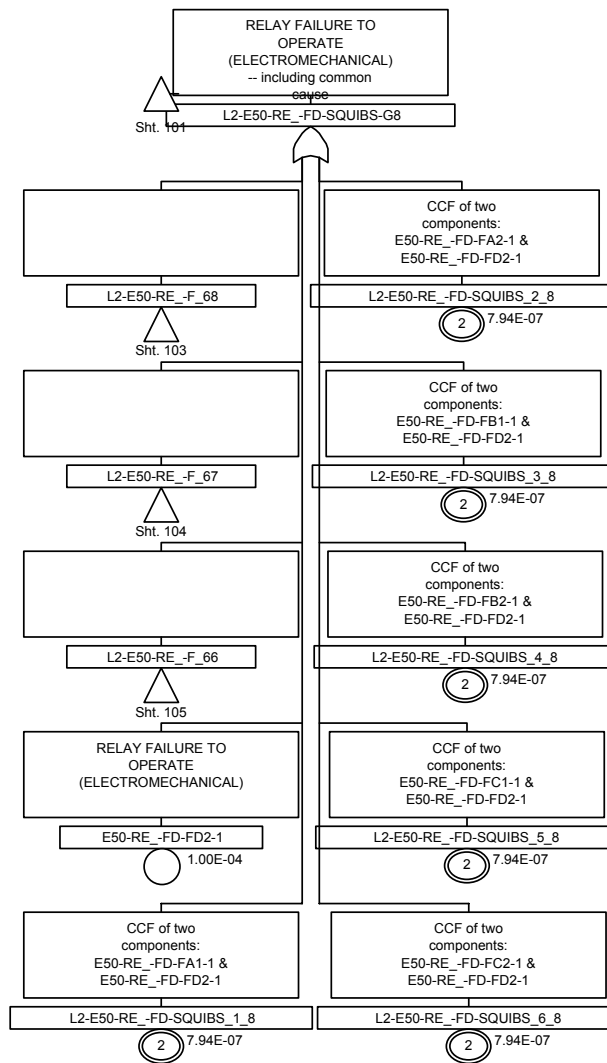 RELAY FAILURE TO
OPERATE
(ELECTROMECHANICAL)
-- including common
cause
L2-E50-RE_-FD-SQUIBS-G8
Sht. 101
L2-E50-RE_-F_68
Sht. 103
CCF of two
components:
E50-RE_-FD-FA2-1 &
E50-RE_-FD-FD2-1
L2-E50-RE_-FD-SQUIBS_2_8
2
7.94E-07
L2-E50-RE_-F_67
Sht. 104
CCF of two
components:
E50-RE_-FD-FB1-1 &
E50-RE_-FD-FD2-1
L2-E50-RE_-FD-SQUIBS_3_8
2
7.94E-07
L2-E50-RE_-F_66
Sht. 105
CCF of two
components:
E50-RE_-FD-FB2-1 &
E50-RE_-FD-FD2-1
L2-E50-RE_-FD-SQUIBS_4_8
2
7.94E-07
RELAY FAILURE TO
OPERATE
(ELECTROMECHANICAL)
E50-RE_-FD-FD2-1
1.00E-04
CCF of two
components:
E50-RE_-FD-FC1-1 &
E50-RE_-FD-FD2-1
L2-E50-RE_-FD-SQUIBS_5_8
2
7.94E-07
CCF of two
components:
E50-RE_-FD-FA1-1 &
E50-RE_-FD-FD2-1
L2-E50-RE_-FD-SQUIBS_1_8
2
7.94E-07
CCF of two
components:
E50-RE_-FD-FC2-1 &
E50-RE_-FD-FD2-1
L2-E50-RE_-FD-SQUIBS_6_8
2
7.94E-07